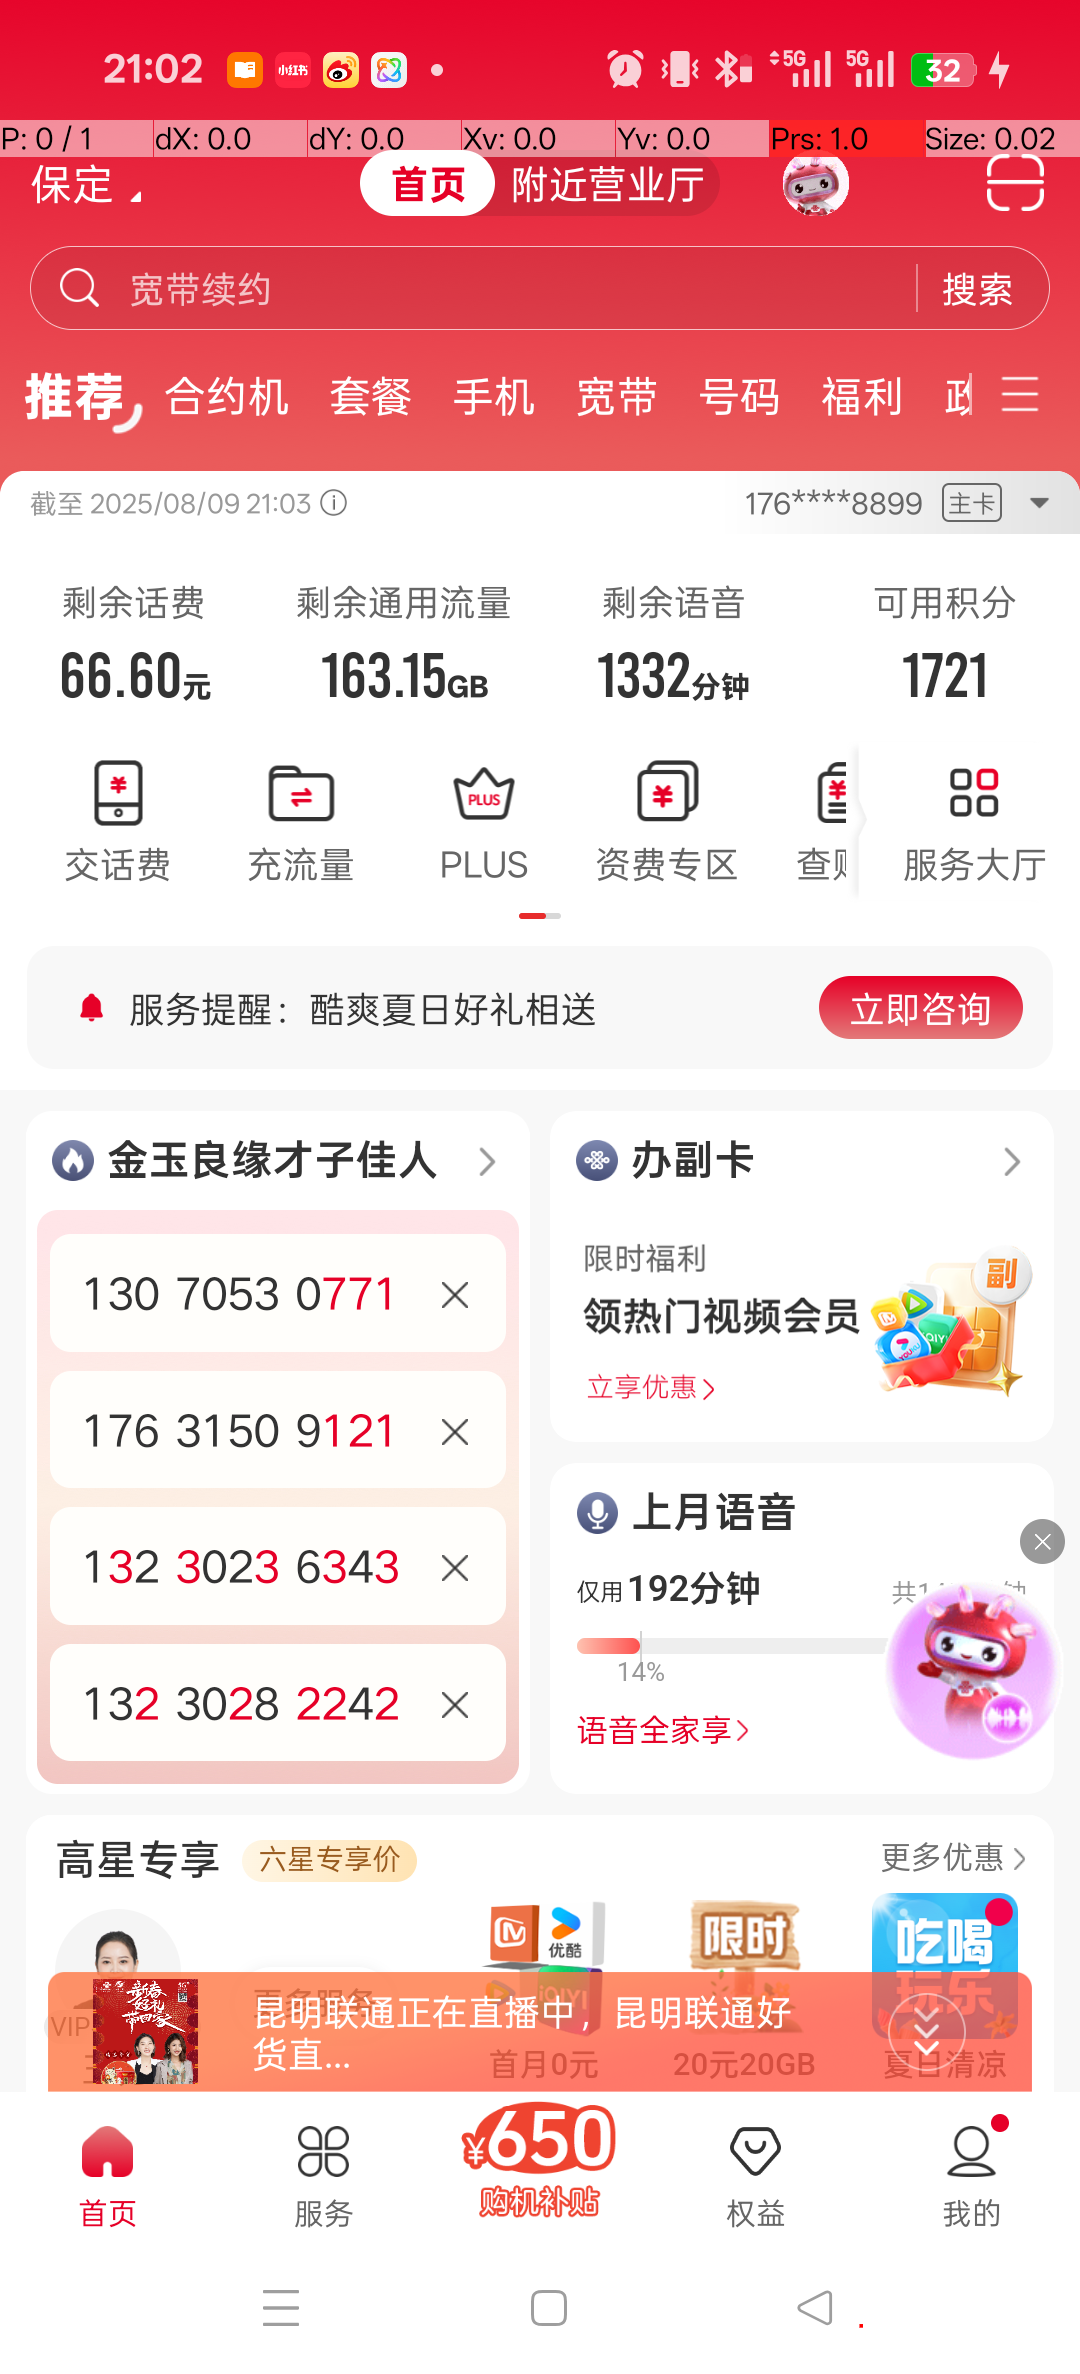 21:02
小红书
5G
5G
32
P: 0 / 1
dX: 0.0
dY: 0.0
Xv: 0.0
Yv: 0.0
Prs: 1.0
Size: 0.02
保定
首页
附近营业厅
宽带续约
搜索
推荐
合约机
套餐
手机
宽带
号码
福利
截至 2025/08/09 21:03
176****8899
主卡
剩余话费
剩余通用流量
剩余语音
可用积分
66.60元
163.15GB
1332分钟
1721
PLUS
交话费
充流量
PLUS
资费专区
服务大厅
服务提醒：酷爽夏日好礼相送
立即咨询
金玉良缘才子佳人
130 7053 0771
176 3150 9121
132 3023 6343
132 3028 2242
办副卡
限时福利
领热门视频会员
立享优惠
副
上月语音
仅用192分钟
14%
语音全家享
高星专享
六星专享价
更多优惠
优酷
限时
吃喝
玩乐
VIP
新春
好礼
带回家
昆明联通正在直播中，昆明联通好
货直...
首月0元
20元20GB
夏日清凉
首页
服务
¥650
购机补贴
权益
我的